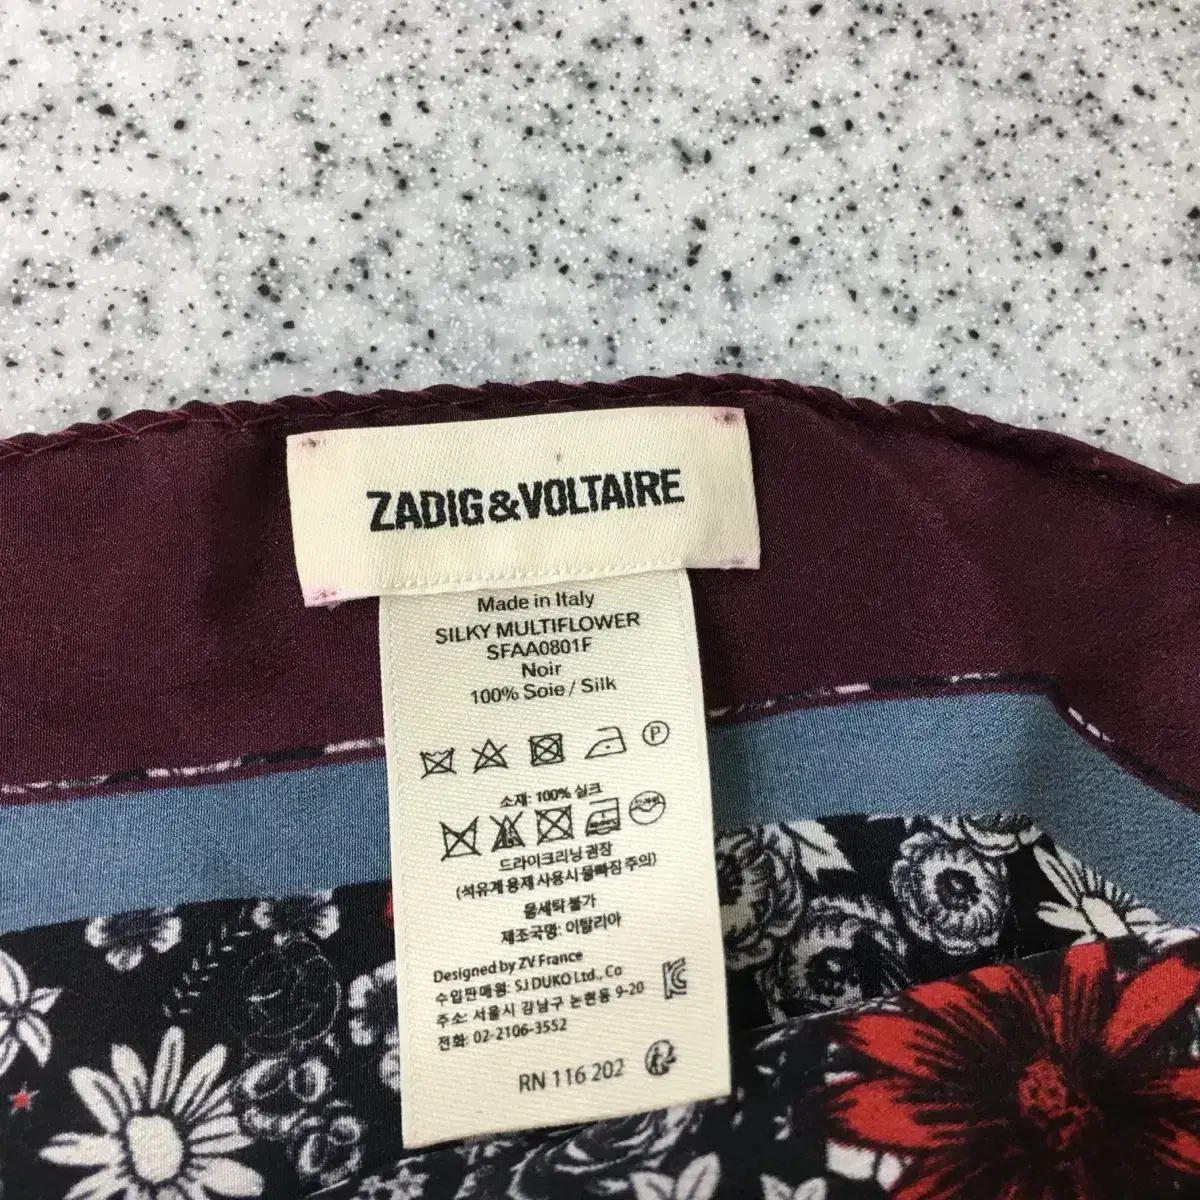 ZADIG&VOLTAIRE
Made in Italy
SILKY MULTIFLOWER
SFAA0801F
Noir
100% Soie / Silk
P
소재: 100% 실크
드라이크리닝 권장
(석유계 용제 사용시 물빠짐 주의)
물세탁 불가
제조국명: 이탈리아
Designed by ZV France
수입판매원: SJ DUKO Ltd., Co
주소: 서울시 강남구 논현동 9-20
전화: 02-2106-3552
RN 116 202